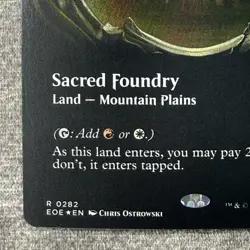 Sacred Foundry
Land — Mountain Plains
(: Add or .)
As this land enters, you may pay 2
don't, it enters tapped.
R 0282
EOE★EN Chris Ostrowski
™ & ©